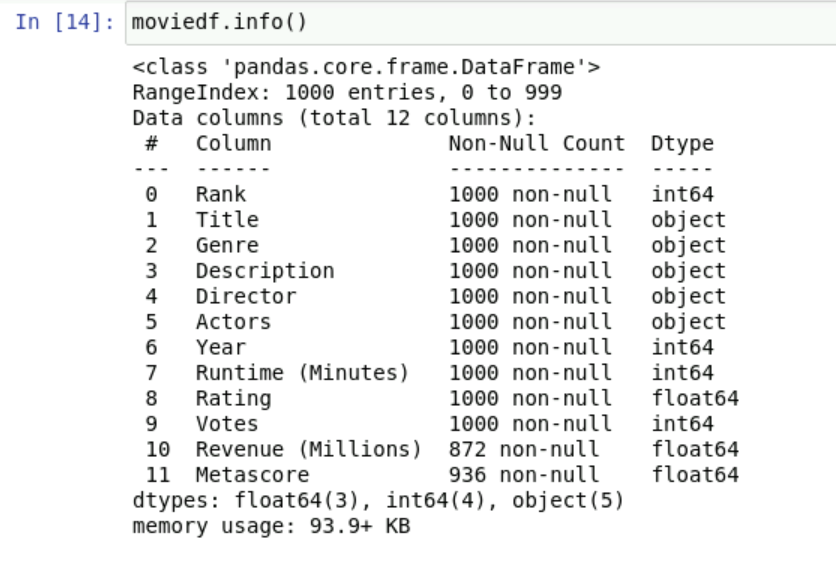 In [14]: moviedf.info()
<class 'pandas.core.frame.DataFrame'>
RangeIndex: 1000 entries, 0 to 999
Data columns (total 12 columns):
 #   Column              Non-Null Count  Dtype
---  ------              --------------  -----
 0   Rank                1000 non-null   int64
 1   Title               1000 non-null   object
 2   Genre               1000 non-null   object
 3   Description         1000 non-null   object
 4   Director            1000 non-null   object
 5   Actors              1000 non-null   object
 6   Year                1000 non-null   int64
 7   Runtime (Minutes)   1000 non-null   int64
 8   Rating              1000 non-null   float64
 9   Votes               1000 non-null   int64
 10  Revenue (Millions)  872 non-null    float64
 11  Metascore           936 non-null    float64
dtypes: float64(3), int64(4), object(5)
memory usage: 93.9+ KB